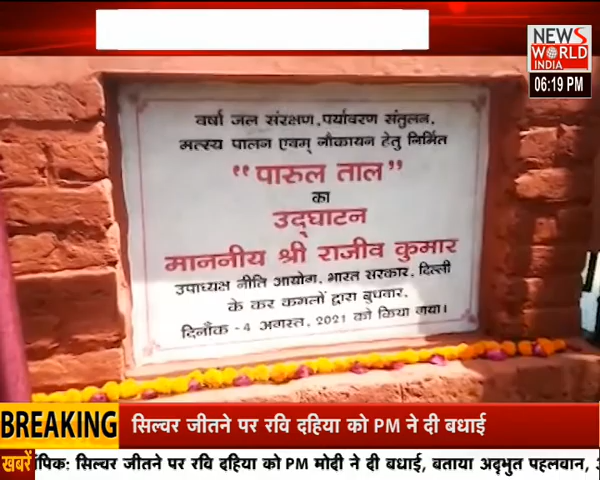 NEWS
WORLD
INDIA
06:19 PM
वर्षा जल संरक्षण, पर्यावरण संतुलन,
मत्स्य पालन एवम् नौकायन हेतु निर्मित
“पारुल ताल”
का
उद्घाटन
माननीय श्री राजीव कुमार
उपाध्यक्ष नीति आयोग, भारत सरकार, दिल्ली
के कर कमलों द्वारा बुधवार,
दिनाँक - 4 अगस्त, 2021 को किया गया।
BREAKING सिल्वर जीतने पर रवि दहिया को PM ने दी बधाई
खबरें पिक: सिल्वर जीतने पर रवि दहिया को PM मोदी ने दी बधाई, बताया अद्भुत पहलवान,